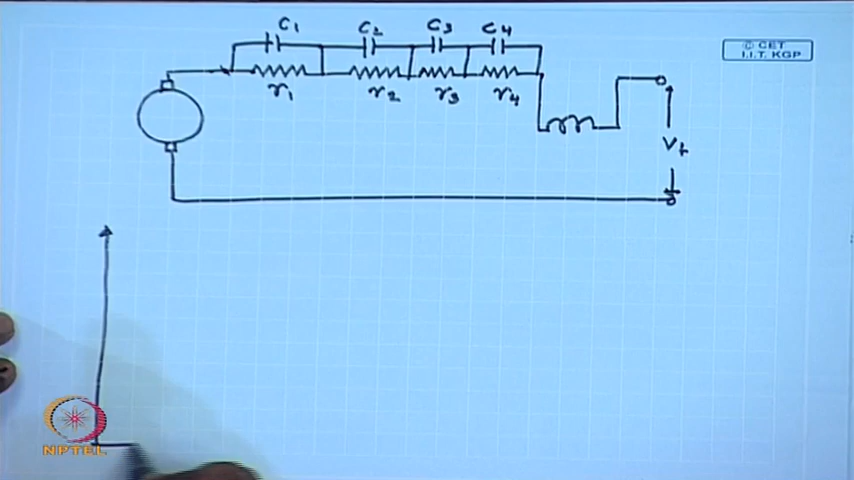 C1 C2 C3 C4
© CET
I.I.T. KGP
r1 r2 r3 r4
Vt
NPTEL